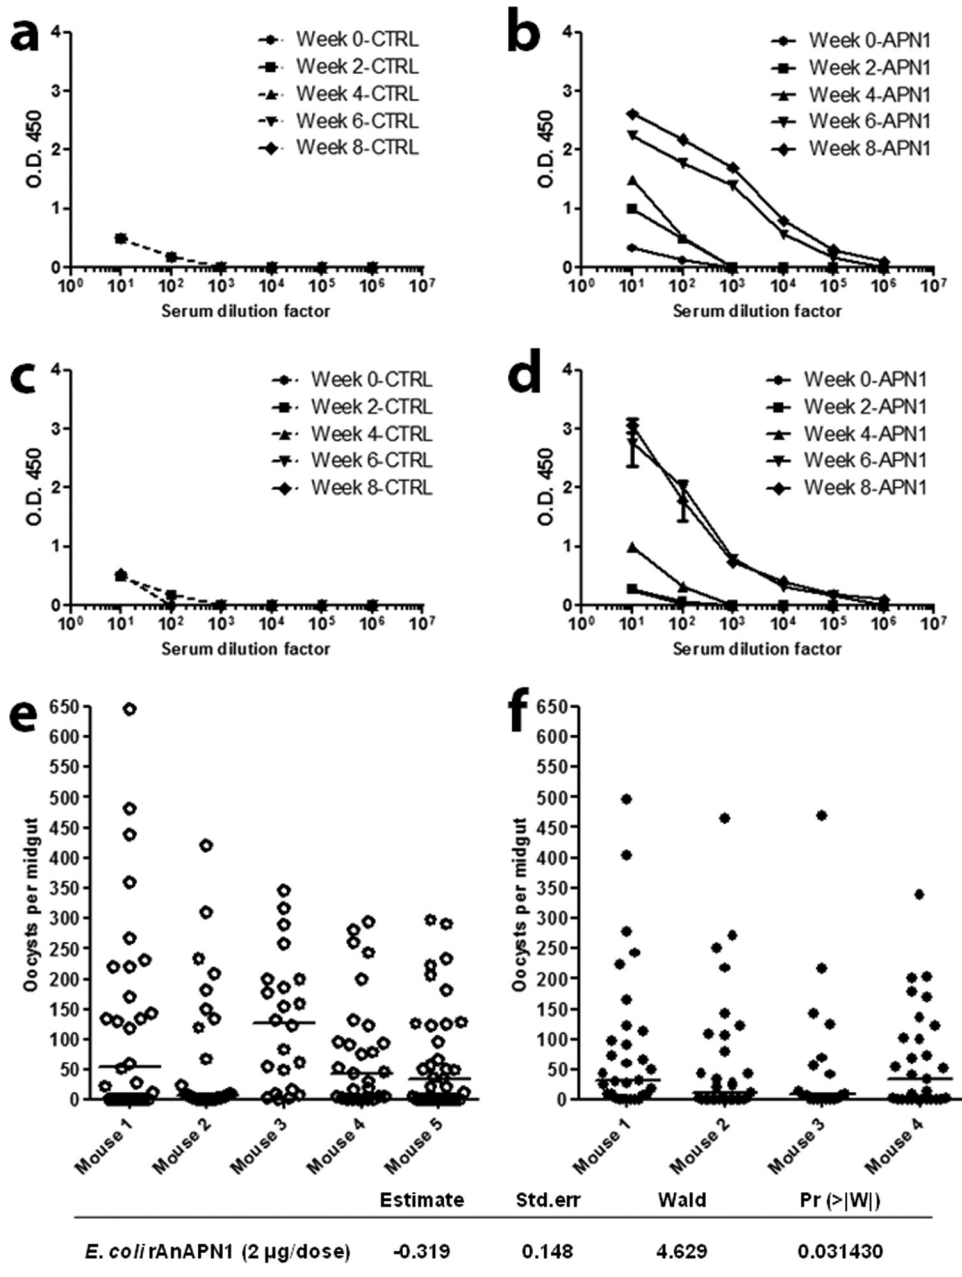 a
b
4
3
2
1
0
O.D. 450
Week 0-CTRL
Week 2-CTRL
Week 4-CTRL
Week 6-CTRL
Week 8-CTRL
10⁰ 10¹ 10² 10³ 10⁴ 10⁵ 10⁶ 10⁷
Serum dilution factor
4
3
2
1
0
O.D. 450
Week 0-APN1
Week 2-APN1
Week 4-APN1
Week 6-APN1
Week 8-APN1
10⁰ 10¹ 10² 10³ 10⁴ 10⁵ 10⁶ 10⁷
Serum dilution factor
c
d
4
3
2
1
0
O.D. 450
Week 0-CTRL
Week 2-CTRL
Week 4-CTRL
Week 6-CTRL
Week 8-CTRL
10⁰ 10¹ 10² 10³ 10⁴ 10⁵ 10⁶ 10⁷
Serum dilution factor
4
3
2
1
0
O.D. 450
Week 0-APN1
Week 2-APN1
Week 4-APN1
Week 6-APN1
Week 8-APN1
10⁰ 10¹ 10² 10³ 10⁴ 10⁵ 10⁶ 10⁷
Serum dilution factor
e
f
650
600
550
500
450
400
350
300
250
200
150
100
50
0
Oocysts per midgut
Mouse 1
Mouse 2
Mouse 3
Mouse 4
Mouse 5
650
600
550
500
450
400
350
300
250
200
150
100
50
0
Oocysts per midgut
Mouse 1
Mouse 2
Mouse 3
Mouse 4
Estimate Std.err Wald Pr (>|W|)
E. coli rAnAPN1 (2 µg/dose) -0.319 0.148 4.629 0.031430